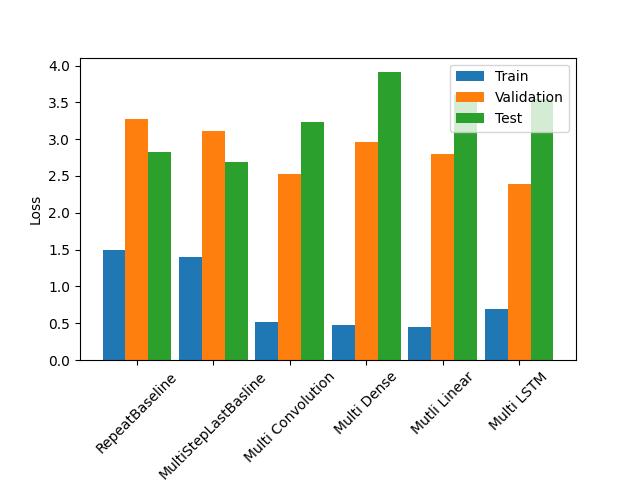 4.0
3.5
3.0
2.5
2.0
1.5
1.0
0.5
0.0
Loss
Train
Validation
Test
RepeatBaseline
MultiStepLastBasline
Multi Convolution
Multi Dense
Mutli Linear
Multi LSTM